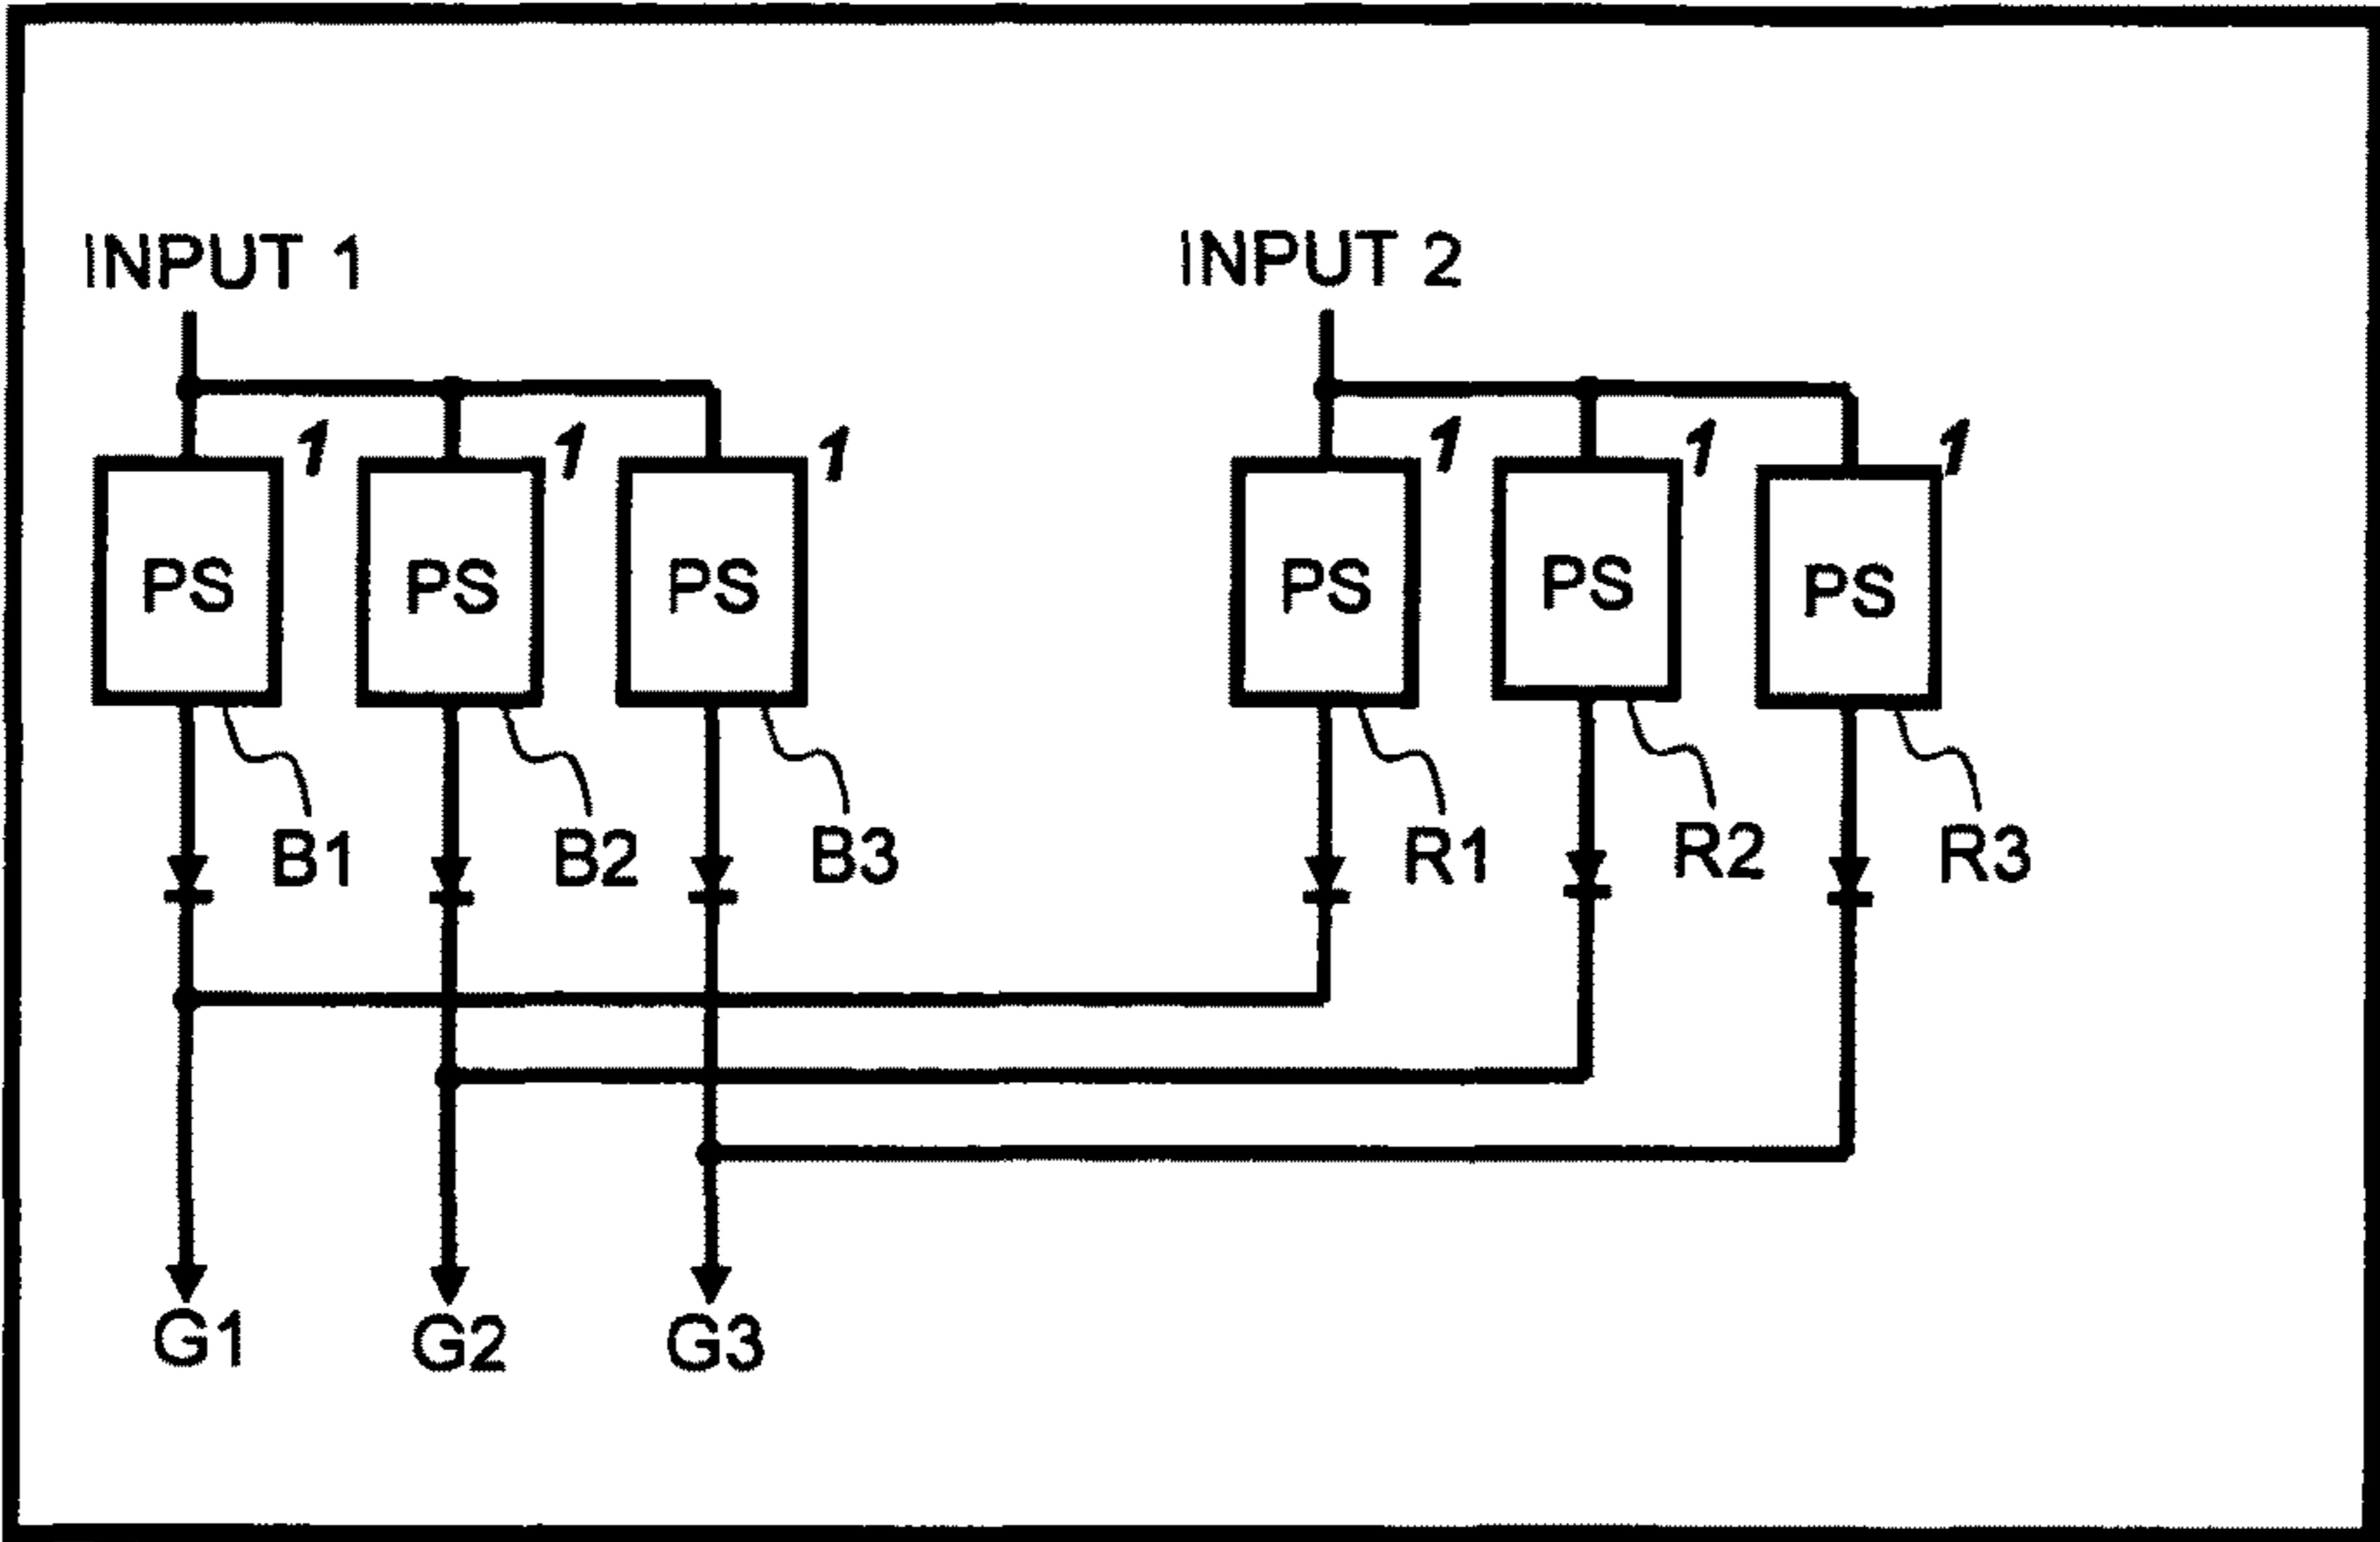 INPUT 1 INPUT 2
1 1 1 1 1 1
PS PS PS PS PS PS
B1 B2 B3 R1 R2 R3
G1 G2 G3